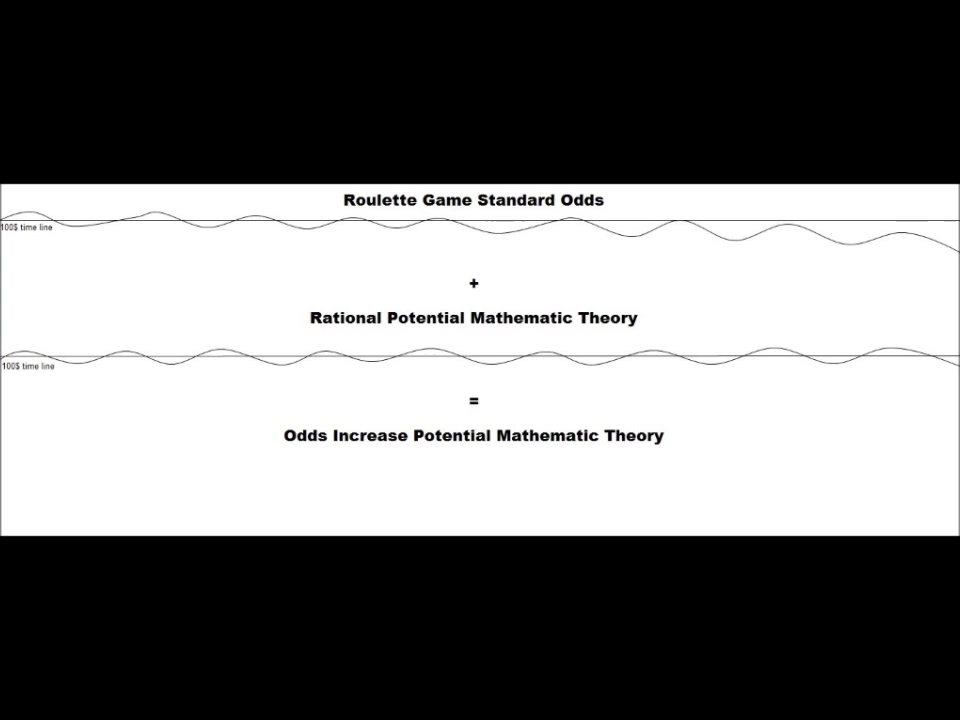 Roulette Game Standard Odds
100$ time line
+
Rational Potential Mathematic Theory
100$ time line
=
Odds Increase Potential Mathematic Theory